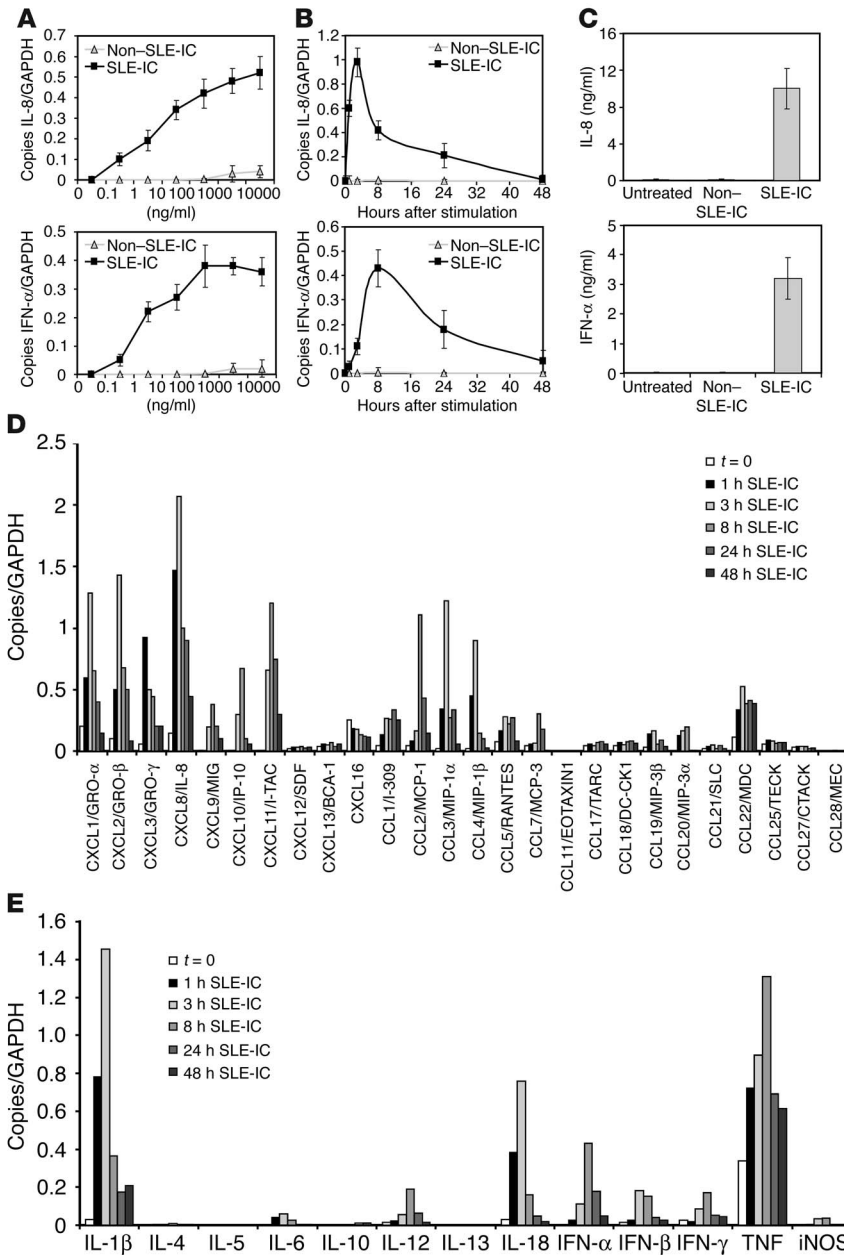 A
Copies IL-8/GAPDH
0.7
0.6
0.5
0.4
0.3
0.2
0.1
0
Non–SLE-IC
SLE-IC
0 0.1 1 10 100 1000 10000
(ng/ml)
Copies IFN-α/GAPDH
0.5
0.4
0.3
0.2
0.1
0
Non–SLE-IC
SLE-IC
0 0.1 1 10 100 1000 10000
(ng/ml)
B
Copies IL-8/GAPDH
1.2
1.0
0.8
0.6
0.4
0.2
0
Non–SLE-IC
SLE-IC
0 8 16 24 32 40 48
Hours after stimulation
Copies IFN-α/GAPDH
0.6
0.5
0.4
0.3
0.2
0.1
0
Non–SLE-IC
SLE-IC
0 8 16 24 32 40 48
Hours after stimulation
C
IL-8 (ng/ml)
16
12
8
4
0
Untreated Non– SLE-IC
SLE-IC
IFN-α (ng/ml)
5
4
3
2
1
0
Untreated Non– SLE-IC
SLE-IC
D
Copies/GAPDH
2.5
2
1.5
1
0.5
0
t = 0
1 h SLE-IC
3 h SLE-IC
8 h SLE-IC
24 h SLE-IC
48 h SLE-IC
CXCL1/GRO-α
CXCL2/GRO-β
CXCL3/GRO-γ
CXCL8/IL-8
CXCL9/MIG
CXCL10/IP-10
CXCL11/I-TAC
CXCL12/SDF
CXCL13/BCA-1
CXCL16
CCL1/I-309
CCL2/MCP-1
CCL3/MIP-1α
CCL4/MIP-1β
CCL5/RANTES
CCL7/MCP-3
CCL11/EOTAXIN1
CCL17/TARC
CCL18/DC-CK1
CCL19/MIP-3β
CCL20/MIP-3α
CCL21/SLC
CCL22/MDC
CCL25/TECK
CCL27/CTACK
CCL28/MEC
E
Copies/GAPDH
1.6
1.4
1.2
1.0
0.8
0.6
0.4
0.2
0
t = 0
1 h SLE-IC
3 h SLE-IC
8 h SLE-IC
24 h SLE-IC
48 h SLE-IC
IL-1β IL-4 IL-5 IL-6 IL-10 IL-12 IL-13 IL-18 IFN-α IFN-β IFN-γ TNF iNOS